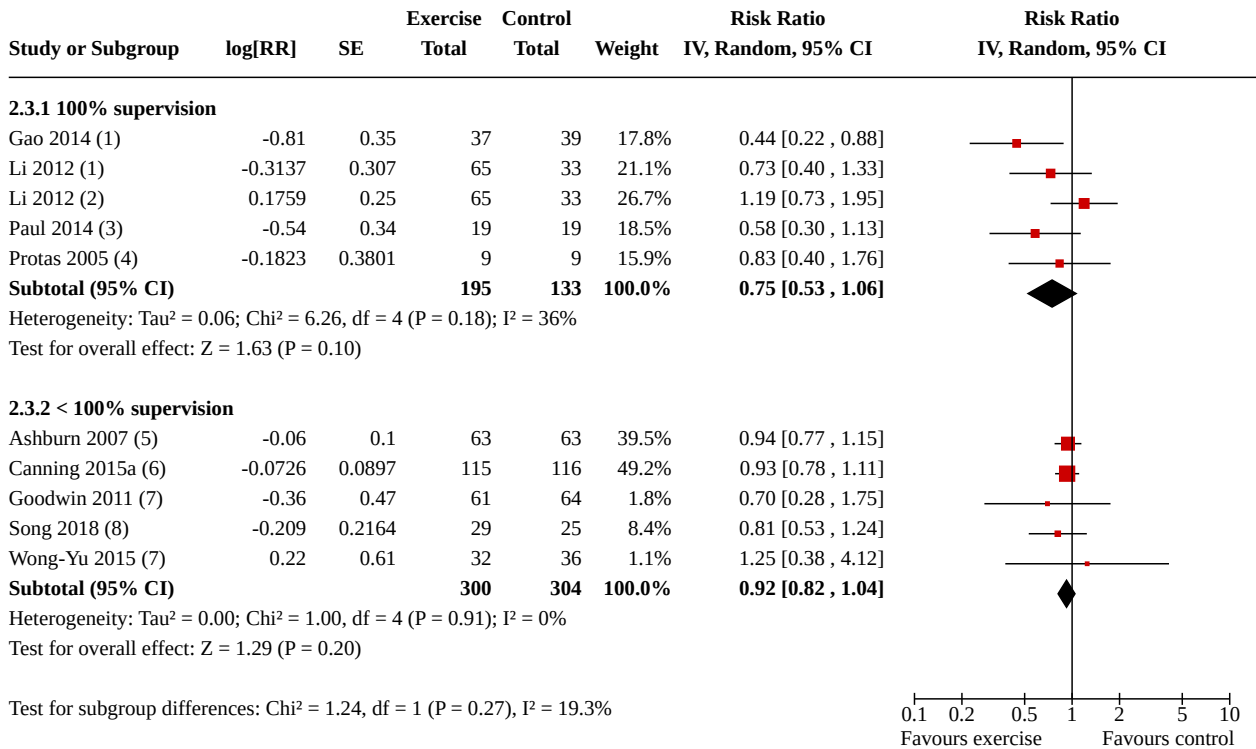 Exercise Control Risk Ratio Risk Ratio
Study or Subgroup log[RR] SE Total Total Weight IV, Random, 95% CI IV, Random, 95% CI
2.3.1 100% supervision
Gao 2014 (1) -0.81 0.35 37 39 17.8% 0.44 [0.22 , 0.88]
Li 2012 (1) -0.3137 0.307 65 33 21.1% 0.73 [0.40 , 1.33]
Li 2012 (2) 0.1759 0.25 65 33 26.7% 1.19 [0.73 , 1.95]
Paul 2014 (3) -0.54 0.34 19 19 18.5% 0.58 [0.30 , 1.13]
Protas 2005 (4) -0.1823 0.3801 9 9 15.9% 0.83 [0.40 , 1.76]
Subtotal (95% CI) 195 133 100.0% 0.75 [0.53 , 1.06]
Heterogeneity: Tau² = 0.06; Chi² = 6.26, df = 4 (P = 0.18); I² = 36%
Test for overall effect: Z = 1.63 (P = 0.10)
2.3.2 < 100% supervision
Ashburn 2007 (5) -0.06 0.1 63 63 39.5% 0.94 [0.77 , 1.15]
Canning 2015a (6) -0.0726 0.0897 115 116 49.2% 0.93 [0.78 , 1.11]
Goodwin 2011 (7) -0.36 0.47 61 64 1.8% 0.70 [0.28 , 1.75]
Song 2018 (8) -0.209 0.2164 29 25 8.4% 0.81 [0.53 , 1.24]
Wong-Yu 2015 (7) 0.22 0.61 32 36 1.1% 1.25 [0.38 , 4.12]
Subtotal (95% CI) 300 304 100.0% 0.92 [0.82 , 1.04]
Heterogeneity: Tau² = 0.00; Chi² = 1.00, df = 4 (P = 0.91); I² = 0%
Test for overall effect: Z = 1.29 (P = 0.20)
Test for subgroup differences: Chi² = 1.24, df = 1 (P = 0.27), I² = 19.3%
0.1 0.2 0.5 1 2 5 10
Favours exercise Favours control